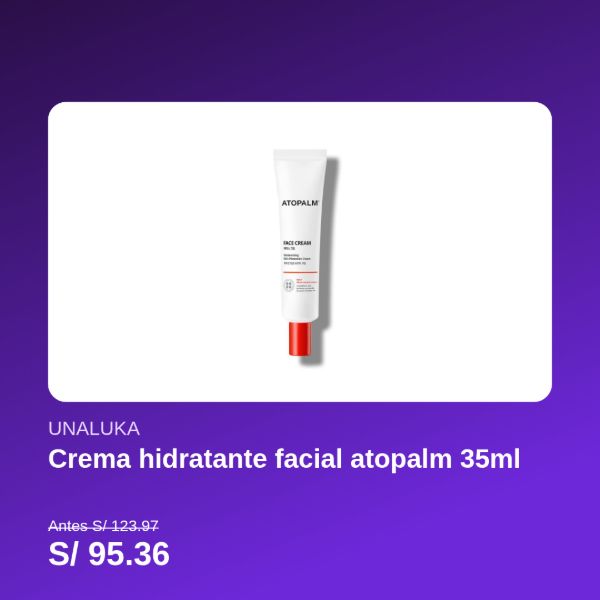 ATOPALM
FACE CREAM
UNALUKA
Crema hidratante facial atopalm 35ml
Antes S/ 123.97
S/ 95.36